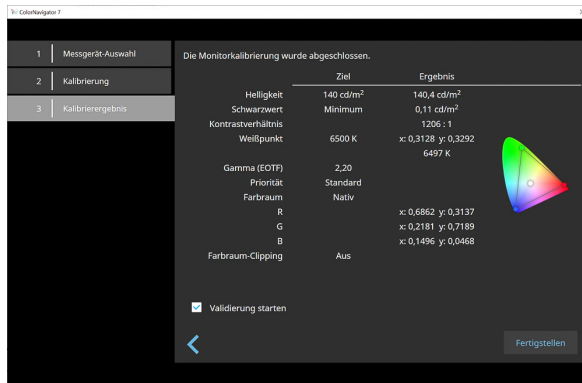 ColorNavigator 7
1 Messgerät-Auswahl
2 Kalibrierung
3 Kalibrierergebnis
Die Monitorkalibrierung wurde abgeschlossen.
Ziel Ergebnis
Helligkeit 140 cd/m² 140,4 cd/m²
Schwarzwert Minimum 0,11 cd/m²
Kontrastverhältnis 1206 : 1
Weißpunkt 6500 K x: 0,3128 y: 0,3292
6497 K
Gamma (EOTF) 2,20
Priorität Standard
Farbraum Nativ
R x: 0,6862 y: 0,3137
G x: 0,2181 y: 0,7189
B x: 0,1496 y: 0,0468
Farbraum-Clipping Aus
Validierung starten
Fertigstellen